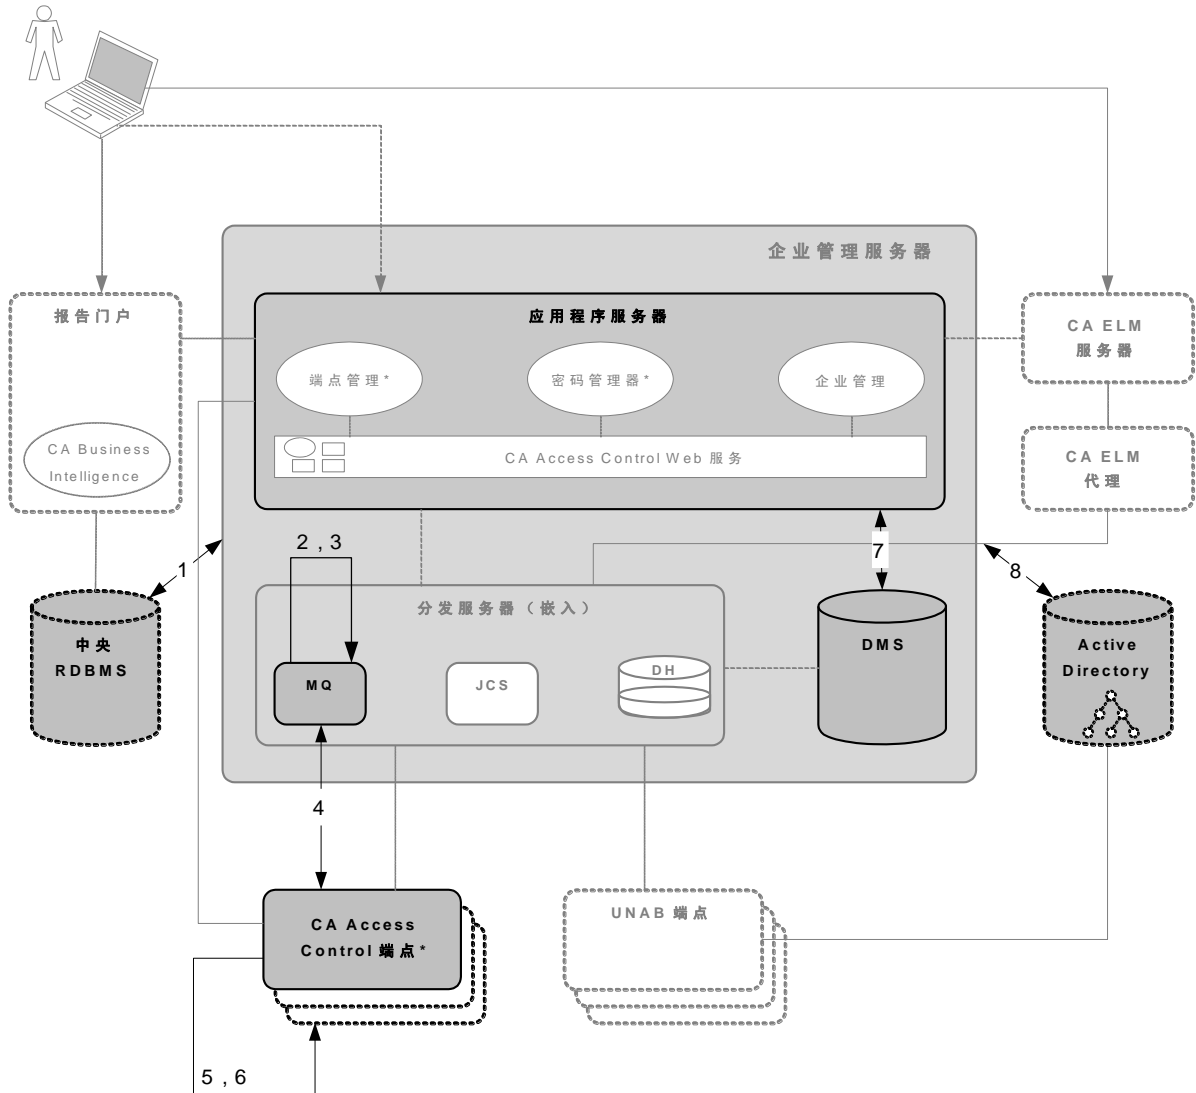 企业管理服务器
报告门户
应用程序服务器
CA ELM
服务器
端点管理*
密码管理器*
企业管理
CA Business
Intelligence
CA Access Control Web 服务
CA ELM
代理
2 , 3
7
1
8
分发服务器（嵌入）
中央
RDBMS
MQ
JCS
DH
DMS
Active
Directory
4
CA Access
Control 端点*
UNAB 端点
5 , 6